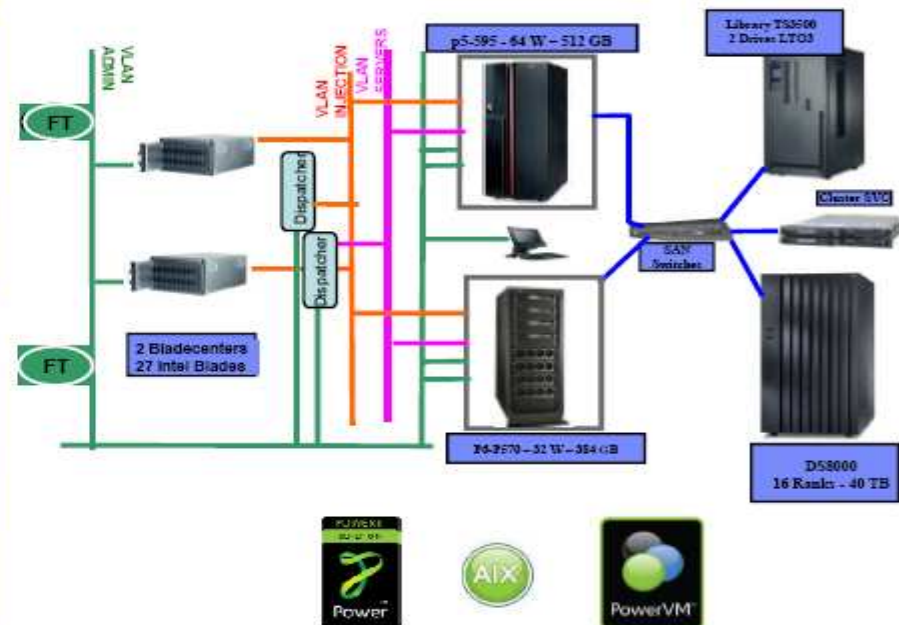 Library TS3500
2 Drives LTO3
p5-595 - 64 W – 512 GB
VLAN
ADMIN
VLAN
INJECTION
VLAN
SERVERS
FT
Dispatcher
Cluster SVC
Dispatcher
SAN
Switches
2 Bladecenters
27 Intel Blades
FT
P6-P570 – 32 W – 384 GB
DS8000
16 Ranks - 40 TB
Power™
AIX
PowerVM™